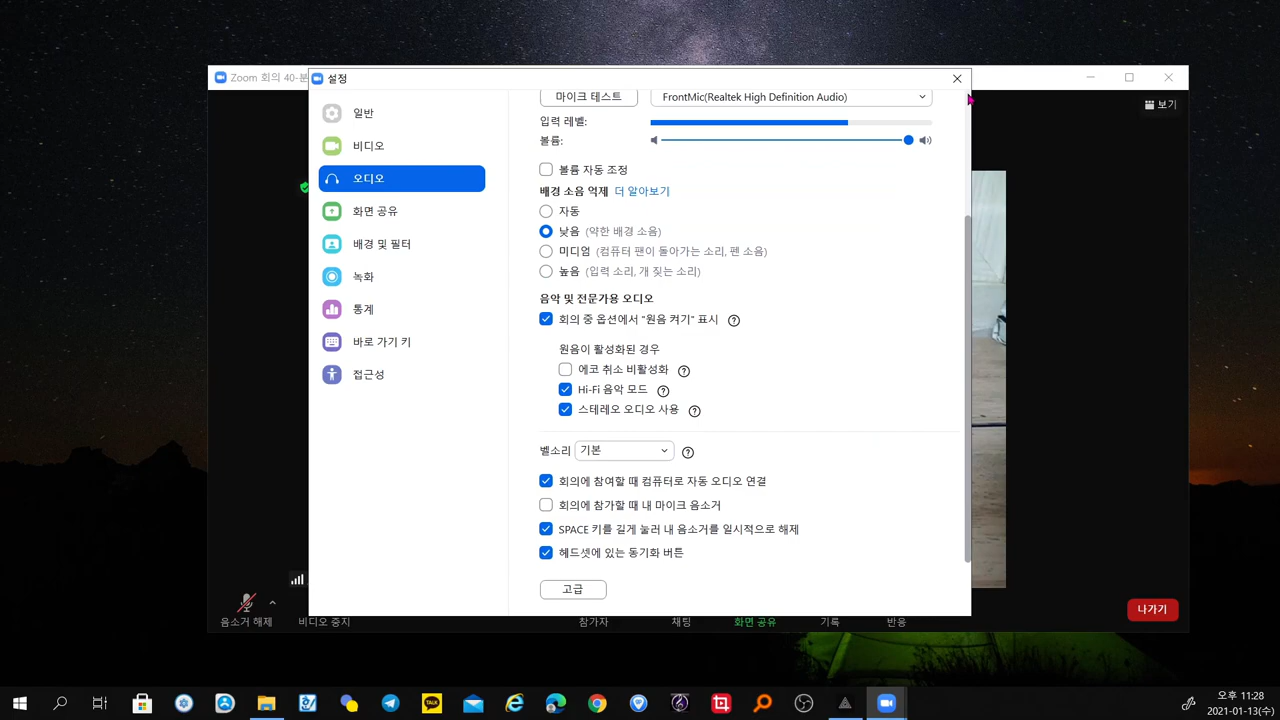 Zoom 회의 40-분
설정
보기
일반
비디오
오디오
화면 공유
배경 및 필터
녹화
통계
바로 가기 키
접근성
마이크 테스트
FrontMic(Realtek High Definition Audio)
입력 레벨:
볼륨:
볼륨 자동 조정
배경 소음 억제 더 알아보기
자동
낮음 (약한 배경 소음)
미디엄 (컴퓨터 팬이 돌아가는 소리, 펜 소음)
높음 (입력 소리, 개 짖는 소리)
음악 및 전문가용 오디오
회의 중 옵션에서 "원음 켜기" 표시
원음이 활성화된 경우
에코 취소 비활성화
Hi-Fi 음악 모드
스테레오 오디오 사용
벨소리 기본
회의에 참여할 때 컴퓨터로 자동 오디오 연결
회의에 참가할 때 내 마이크 음소거
SPACE 키를 길게 눌러 내 음소거를 일시적으로 해제
헤드셋에 있는 동기화 버튼
고급
나가기
음소거 해제 비디오 중지 참가자 채팅 화면 공유 기록 반응
TALK
오후 11:28
2021-01-13(수)